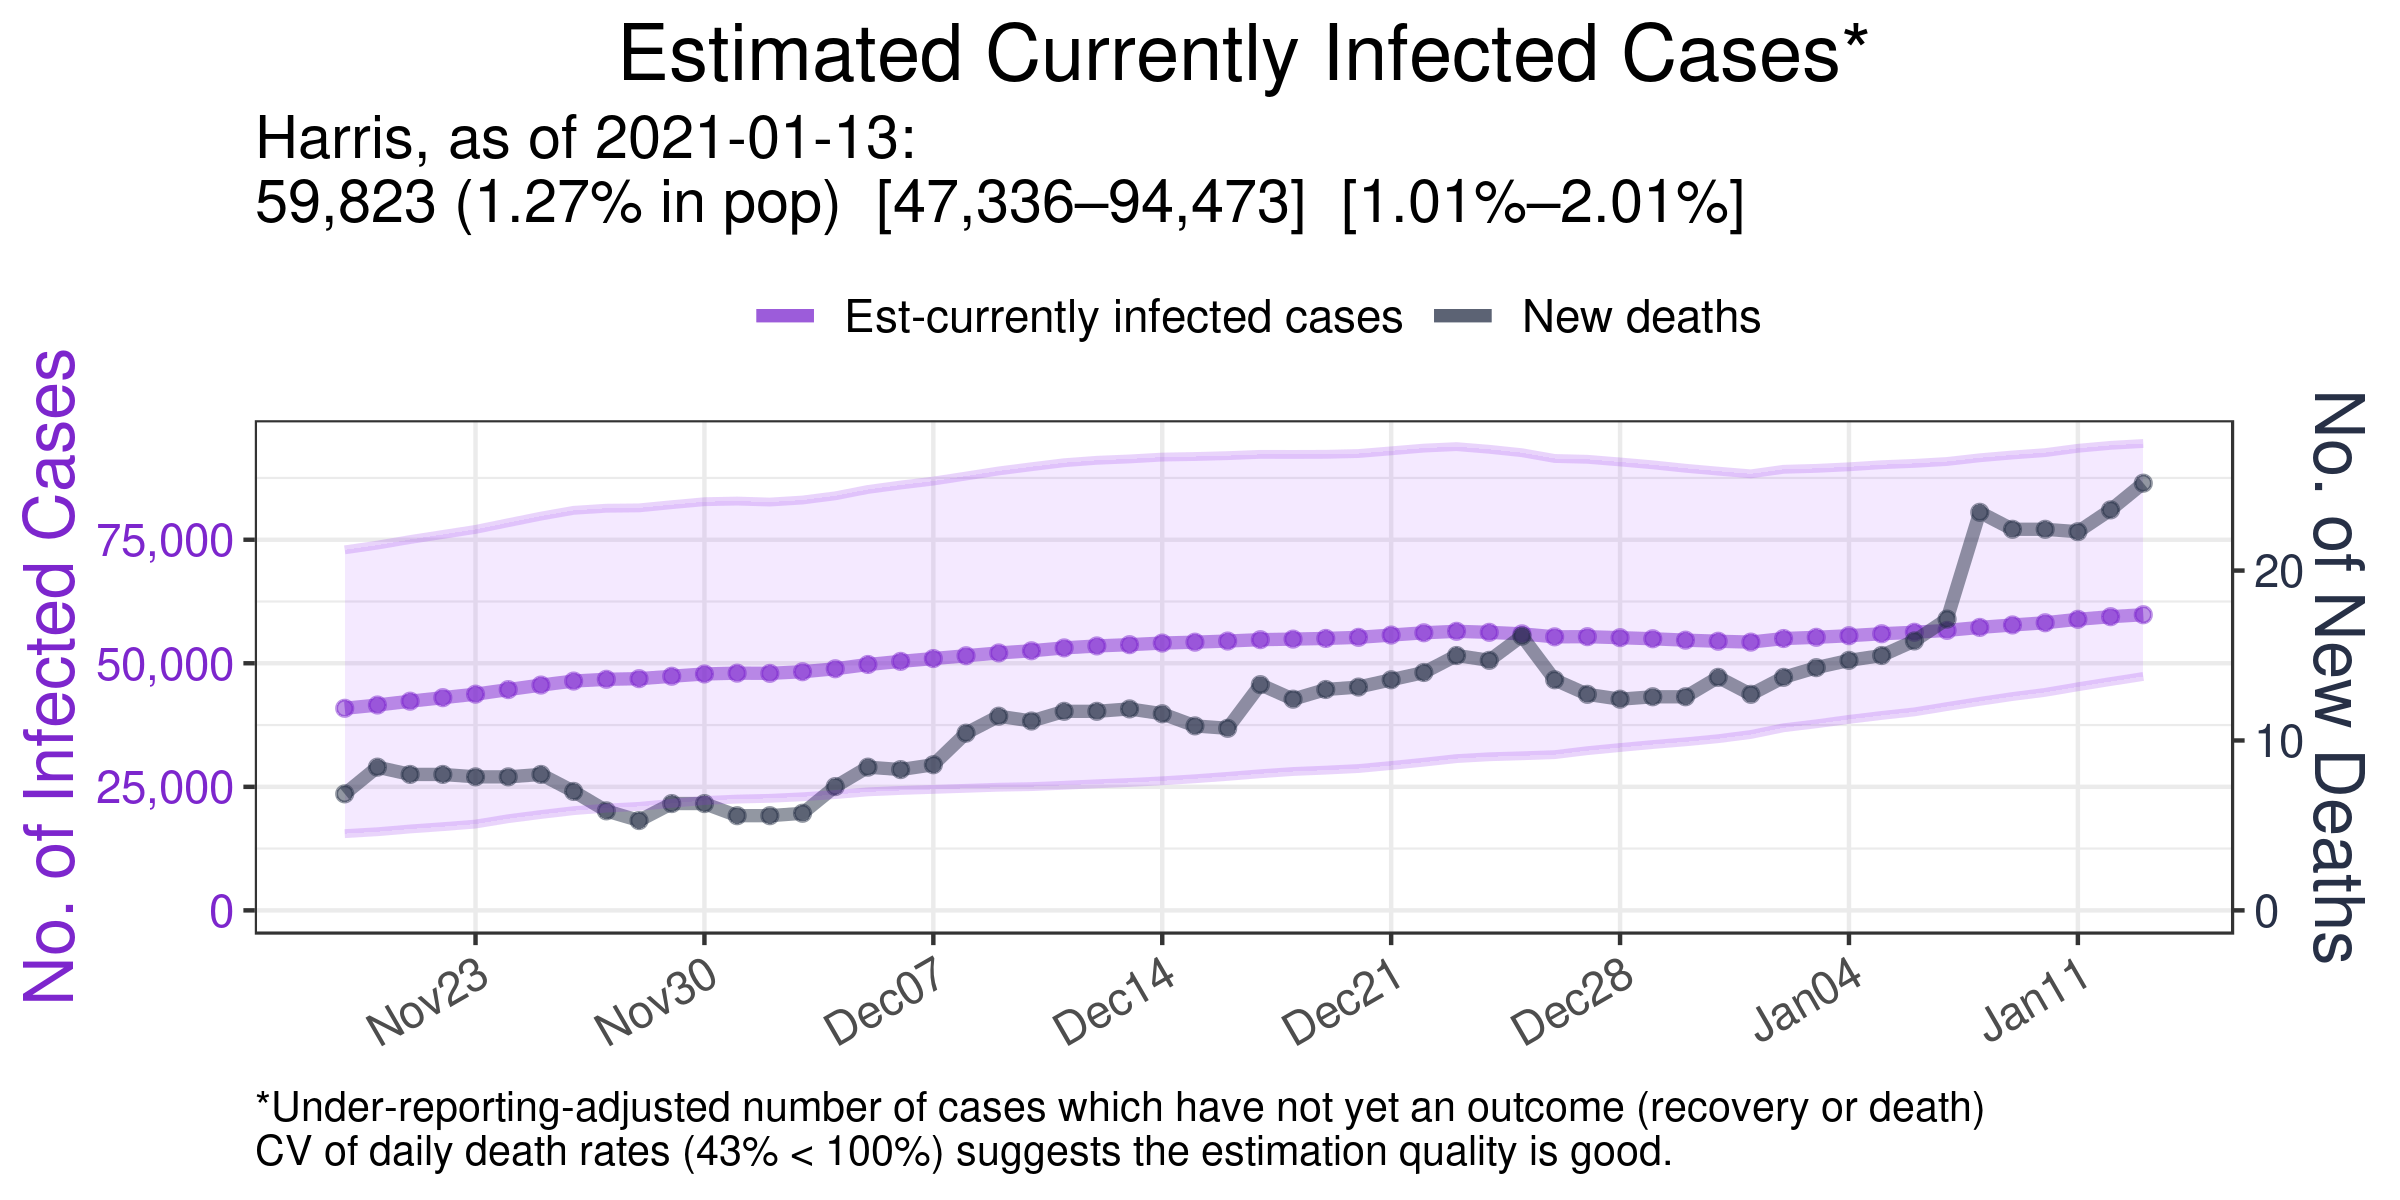 Estimated Currently Infected Cases*
Harris, as of 2021-01-13:
59,823 (1.27% in pop)  [47,336–94,473]  [1.01%–2.01%]
Est-currently infected cases
New deaths
No. of Infected Cases
75,000
50,000
25,000
0
No. of New Deaths
20
10
0
Nov23
Nov30
Dec07
Dec14
Dec21
Dec28
Jan04
Jan11
*Under-reporting-adjusted number of cases which have not yet an outcome (recovery or death)
CV of daily death rates (43% < 100%) suggests the estimation quality is good.